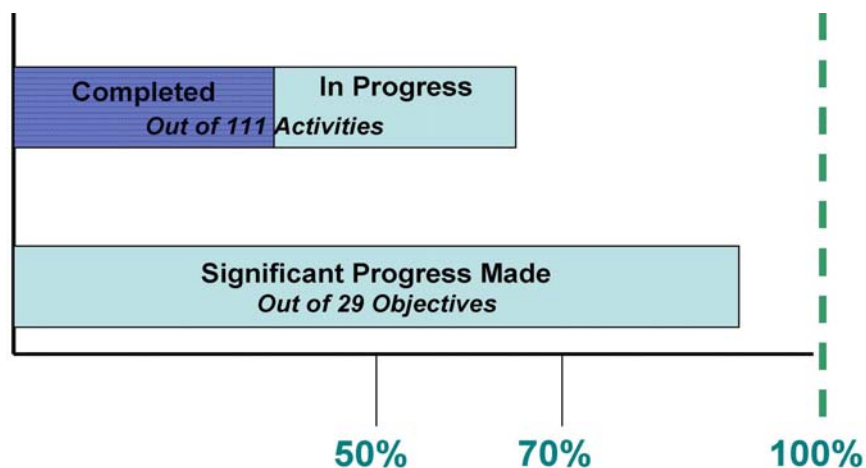 Completed
In Progress
Out of 111 Activities
Significant Progress Made
Out of 29 Objectives
50%
70%
100%